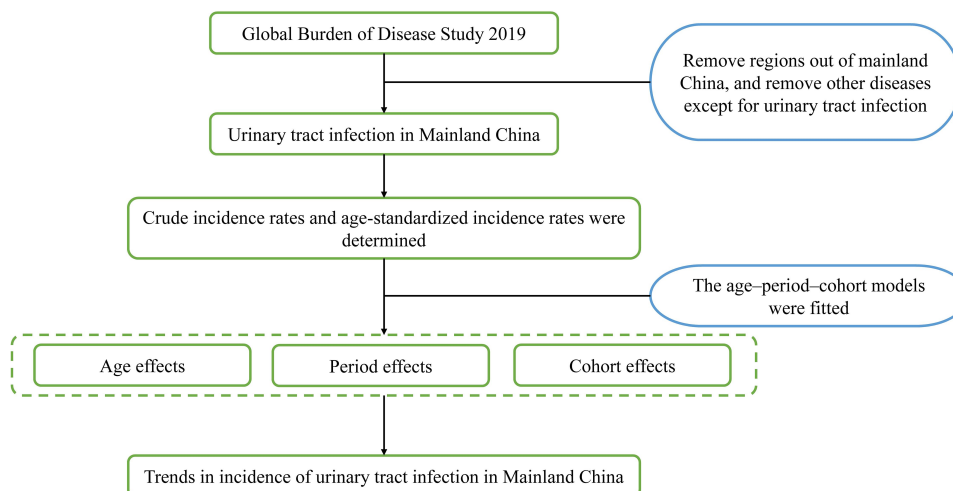 Global Burden of Disease Study 2019
Remove regions out of mainland
China, and remove other diseases
except for urinary tract infection
Urinary tract infection in Mainland China
Crude incidence rates and age-standardized incidence rates were
determined
The age–period–cohort models
were fitted
Age effects
Period effects
Cohort effects
Trends in incidence of urinary tract infection in Mainland China